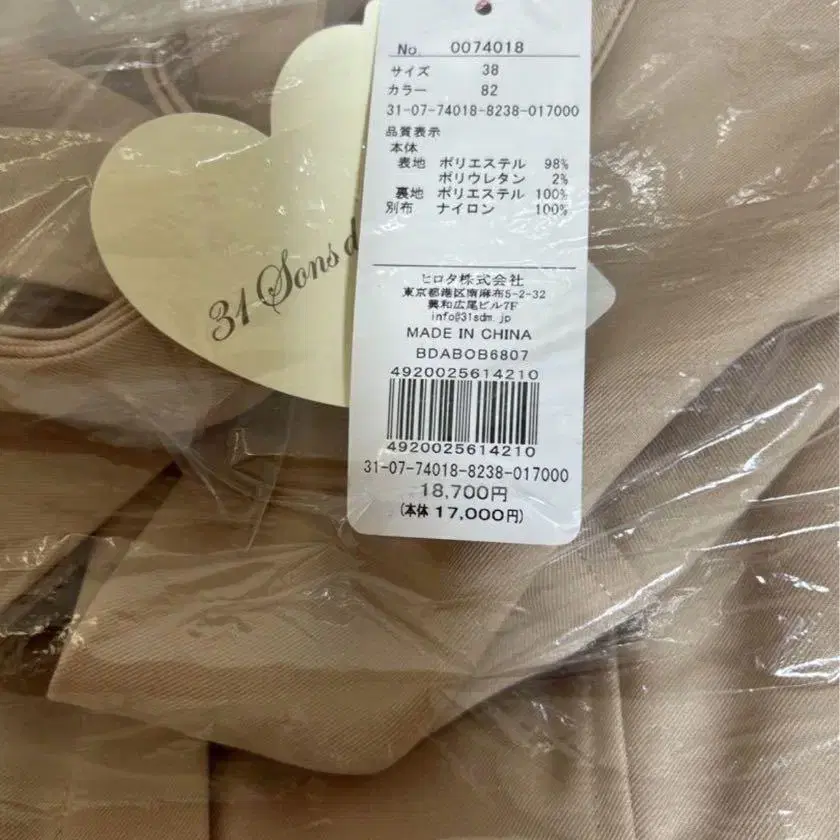 No. 0074018
サイズ 38
カラー 82
31-07-74018-8238-017000
品質表示
本体
表地 ポリエステル 98%
ポリウレタン 2%
裏地 ポリエステル 100%
別布 ナイロン 100%
31 Sons d
ヒロタ株式会社
東京都港区南麻布5-2-32
興和広尾ビル7F
info@31sdm.jp
MADE IN CHINA
BDABOB6807
4920025614210
4920025614210
31-07-74018-8238-017000
18,700円
(本体 17,000円)